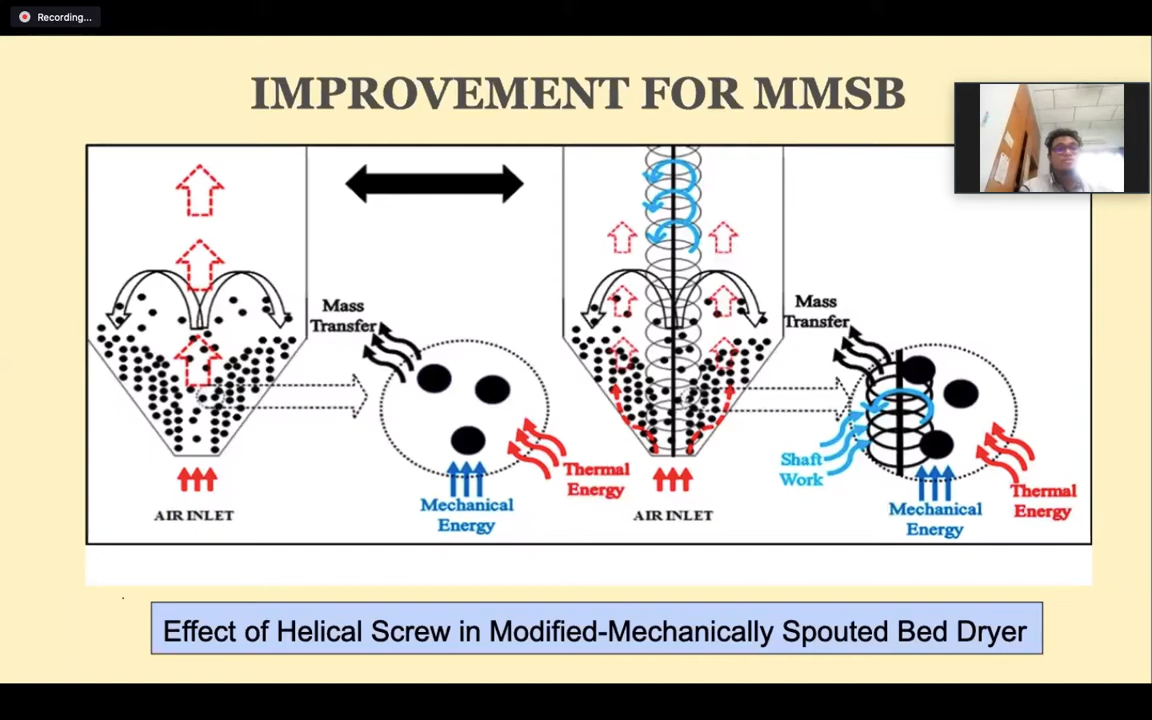 Recording...
IMPROVEMENT FOR MMSB
Mass
Transfer
Thermal
Energy
Mechanical
Energy
AIR INLET
Mass
Transfer
Shaft
Work
Mechanical
Energy
Thermal
Energy
AIR INLET
Effect of Helical Screw in Modified-Mechanically Spouted Bed Dryer